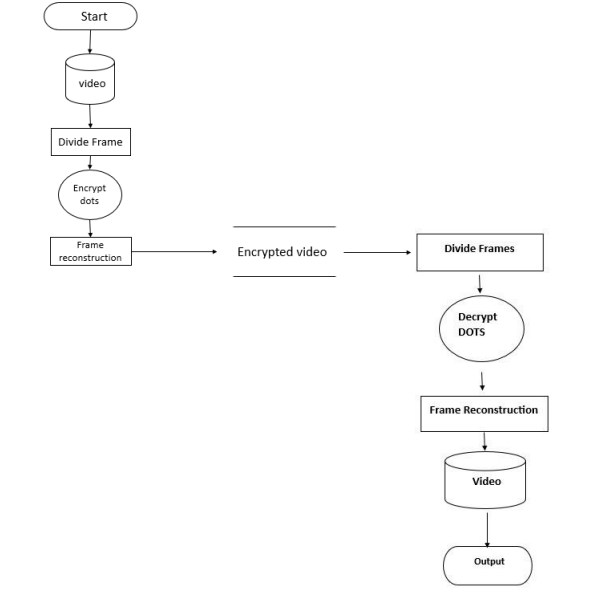 Start
video
Divide Frame
Encrypt
dots
Frame
reconstruction
Encrypted video
Divide Frames
Decrypt
DOTS
Frame Reconstruction
Video
Output